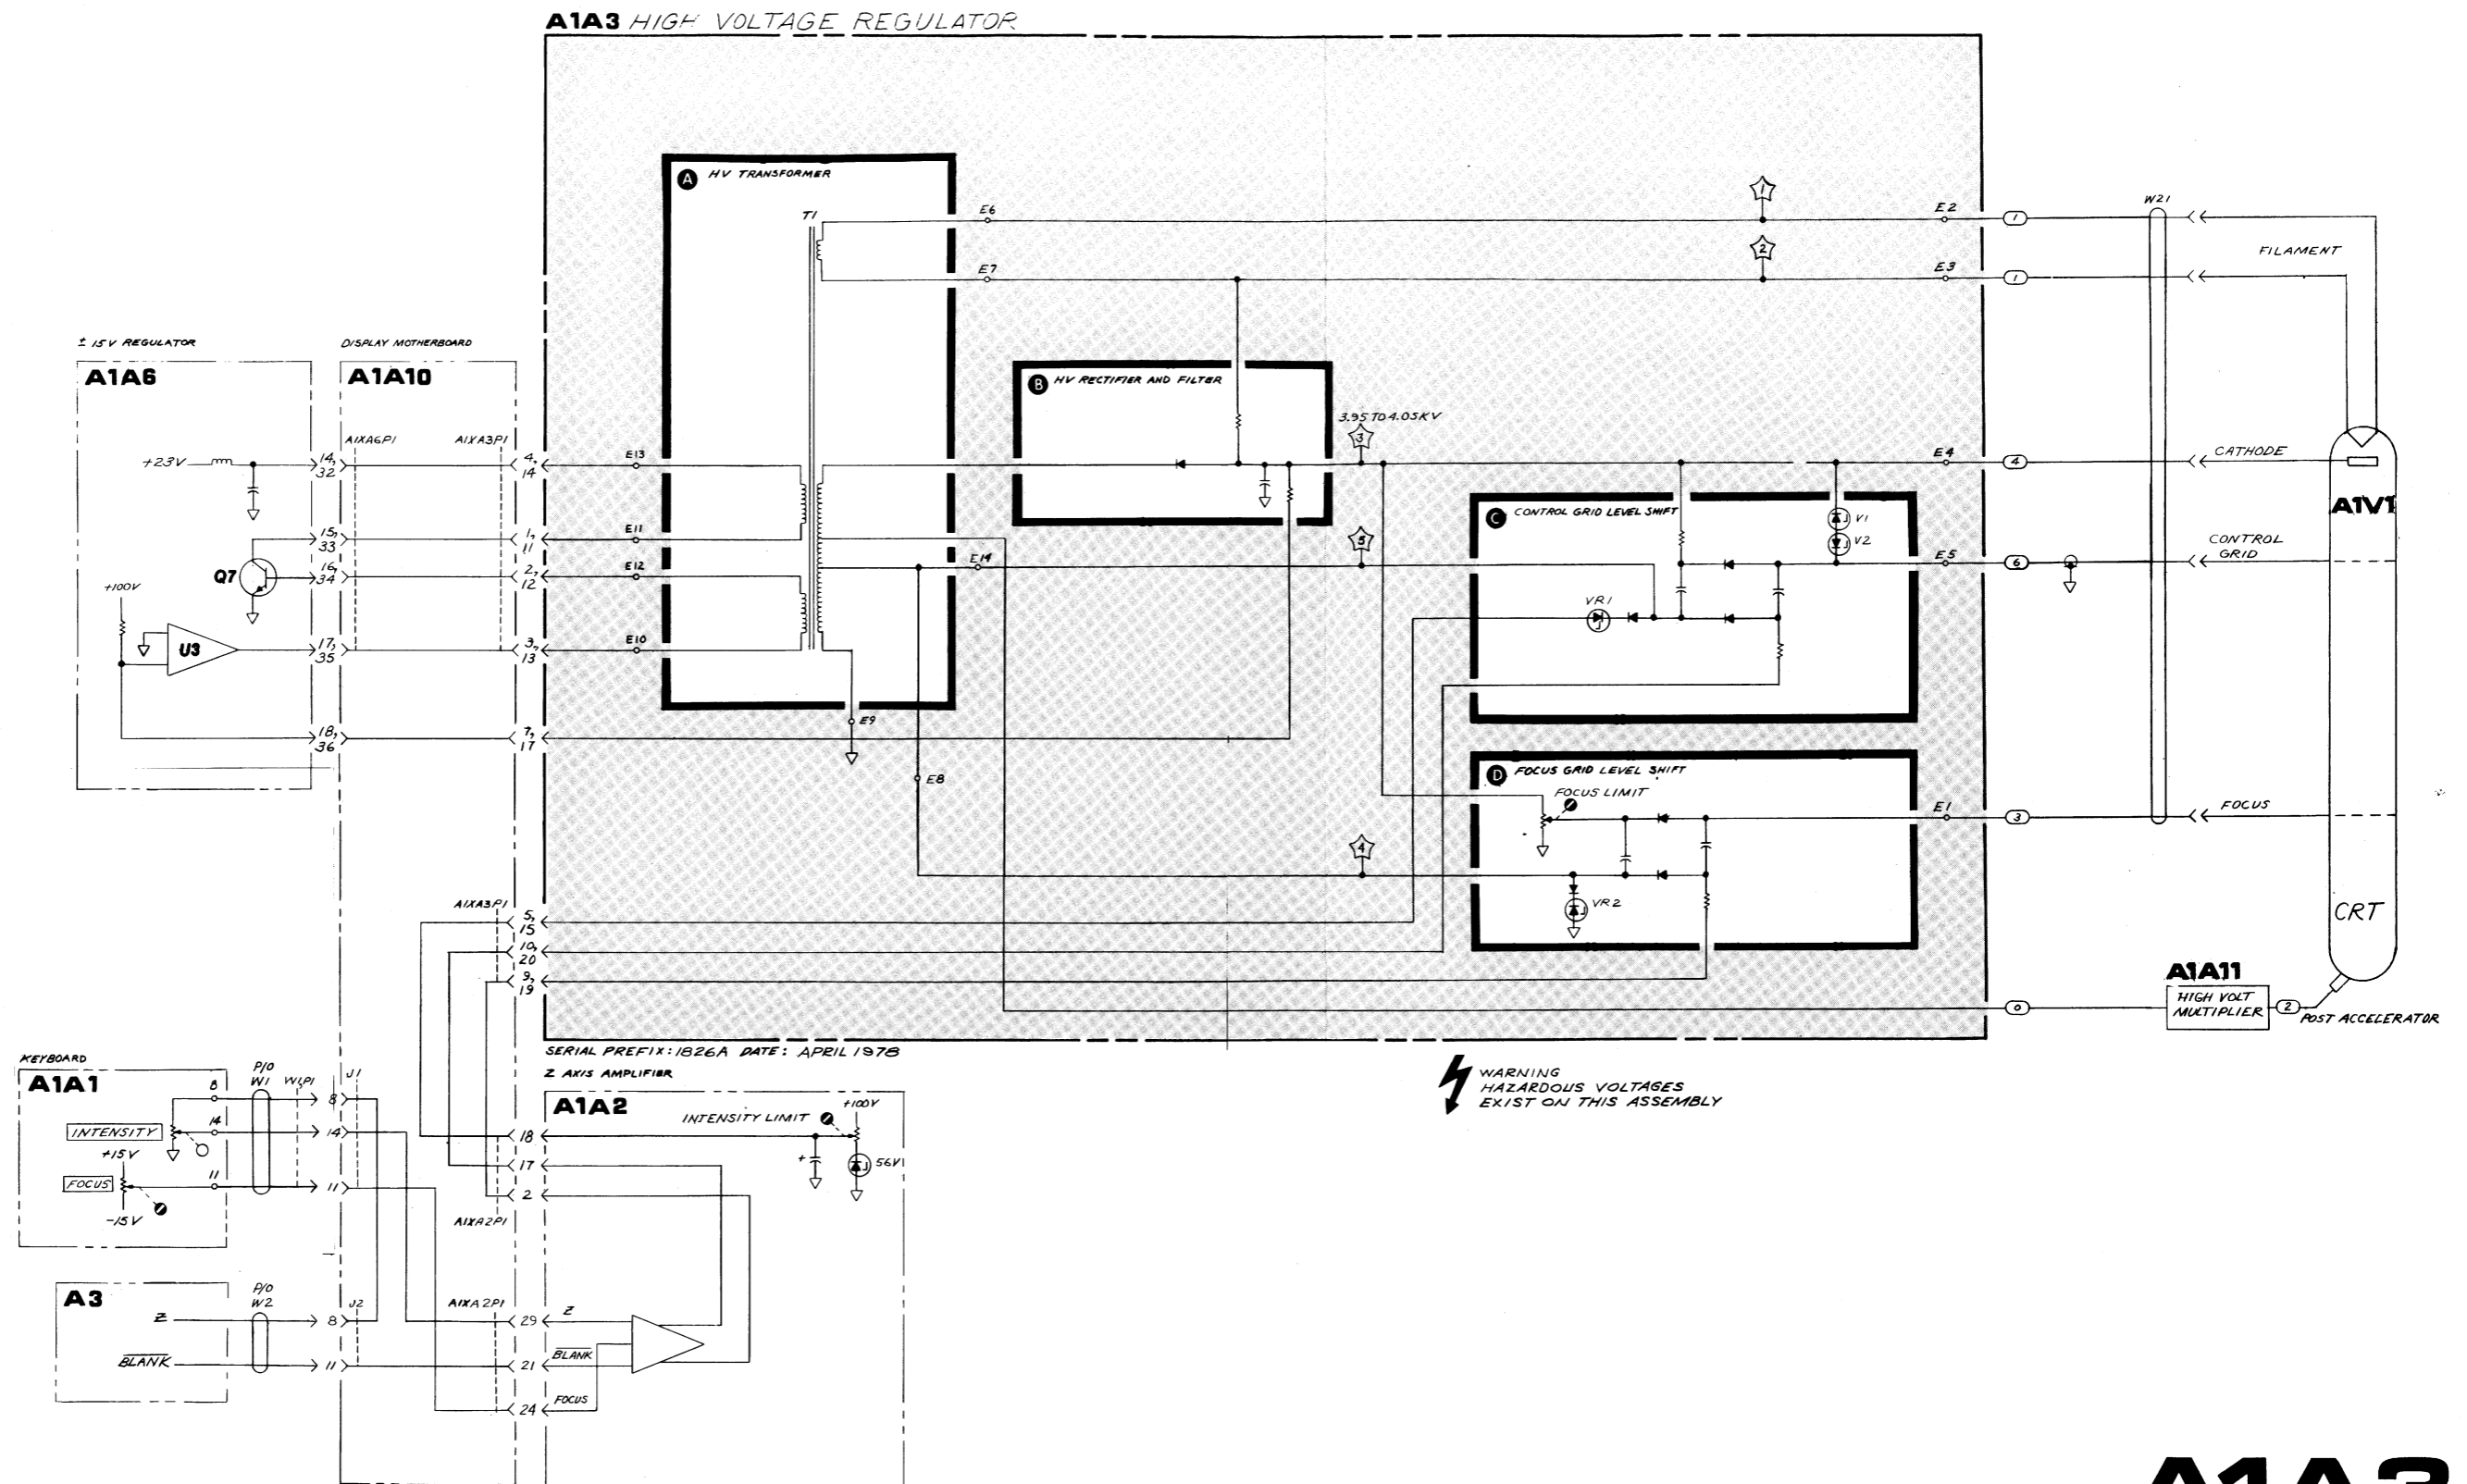 A1A3 HIGH VOLTAGE REGULATOR
A HV TRANSFORMER
T1
E6
E7
1
2
E2
E3
1
1
W21
FILAMENT
± 15V REGULATOR
DISPLAY MOTHERBOARD
A1A6
A1A10
B HV RECTIFIER AND FILTER
3.95 TO 4.05KV
3
A1XA6P1
A1XA3P1
+23V
14, 32
4, 14
E13
E4
4
CATHODE
A1V1
C CONTROL GRID LEVEL SHIFT
V1
V2
15, 33
1, 11
E11
5
E14
E5
6
CONTROL
GRID
Q7
16, 34
2, 12
E12
+100V
VR1
U3
17, 35
3, 13
E10
E9
18, 36
7, 17
E8
D FOCUS GRID LEVEL SHIFT
FOCUS LIMIT
E1
3
FOCUS
4
VR2
CRT
A1XA3P1
5, 15
10, 20
9, 19
A1A11
HIGH VOLT
MULTIPLIER
0
2
POST ACCELERATOR
SERIAL PREFIX: 1826A DATE: APRIL 1978
Z AXIS AMPLIFIER
WARNING
HAZARDOUS VOLTAGES
EXIST ON THIS ASSEMBLY
KEYBOARD
A1A1
P/O
W1
W1P1
J1
8
8
14
14
11
11
INTENSITY
+15V
FOCUS
-15V
A1A2
INTENSITY LIMIT
+100V
+
56V
18
17
2
A1XA2P1
A3
P/O
W2
J2
Z
8
BLANK
11
A1XA2P1
29
Z
21
BLANK
24
FOCUS
A1A3